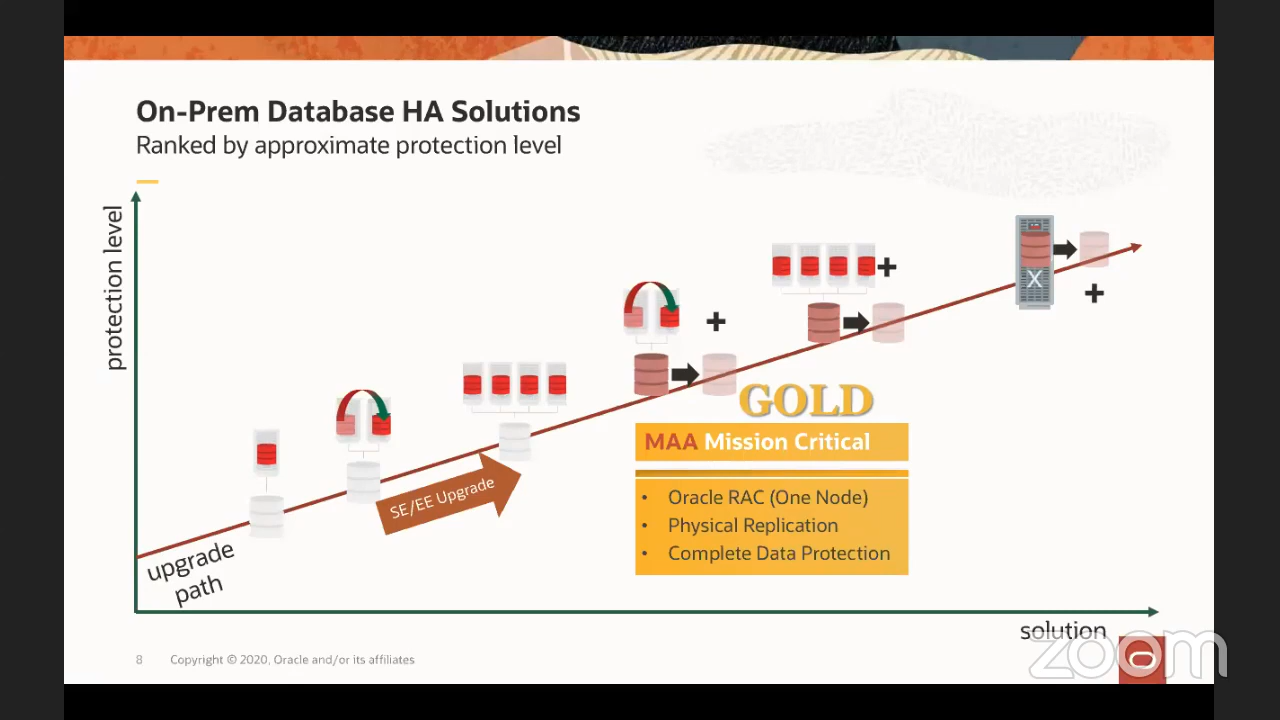 On-Prem Database HA Solutions
Ranked by approximate protection level
protection level
X
+
+
+
GOLD
MAA Mission Critical
SE/EE Upgrade
• Oracle RAC (One Node)
• Physical Replication
• Complete Data Protection
upgrade
path
solution
zoom
8 Copyright © 2020, Oracle and/or its affiliates